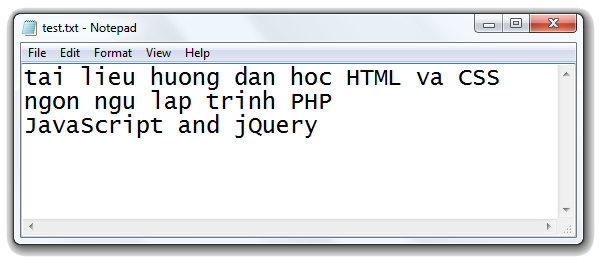 test.txt - Notepad
File Edit Format View Help
tai lieu huong dan hoc HTML va CSS
ngon ngu lap trinh PHP
JavaScript and jQuery